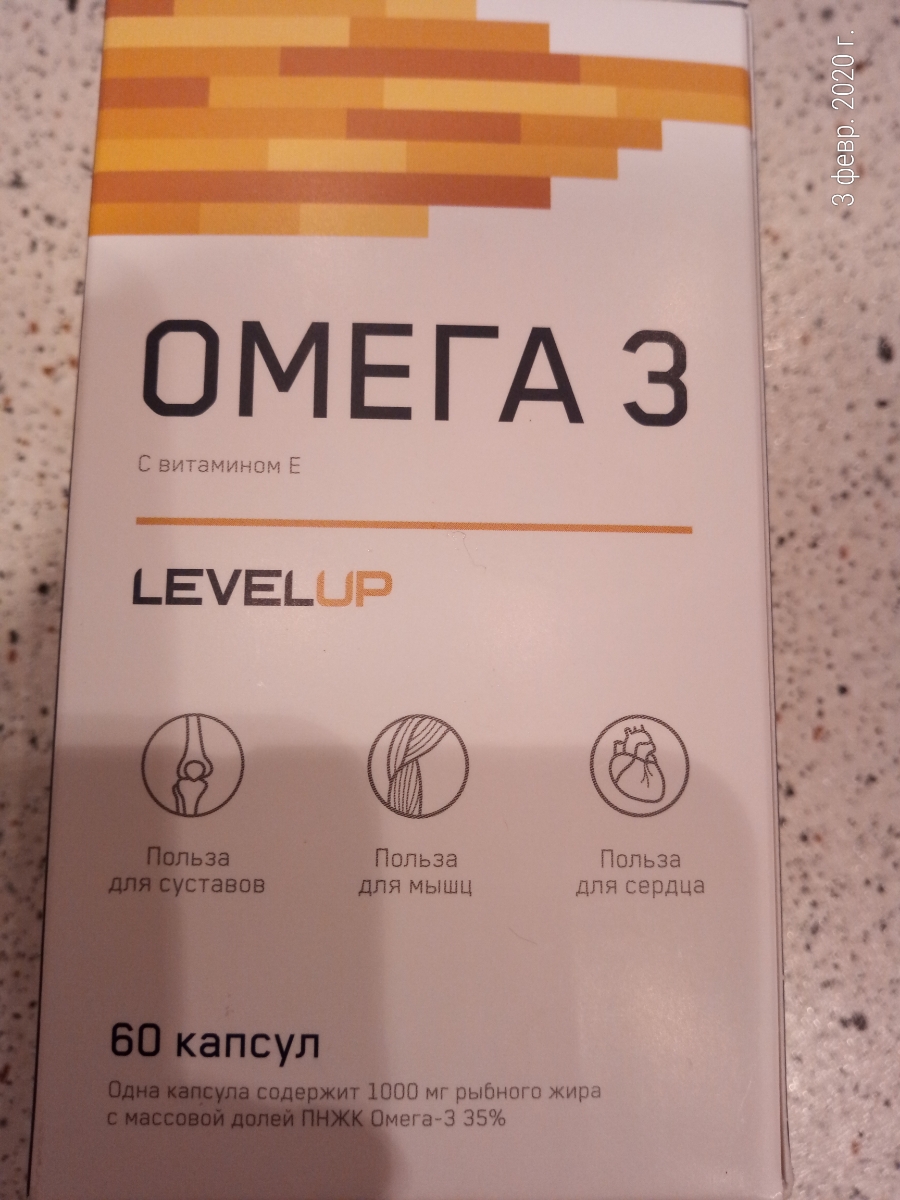 3 февр. 2020 г.
ОМЕГА 3
С витамином Е
LEVELUP
Польза
для суставов
Польза
для мышц
Польза
для сердца
60 капсул
Одна капсула содержит 1000 мг рыбного жира
с массовой долей ПНЖК Омега-3 35%